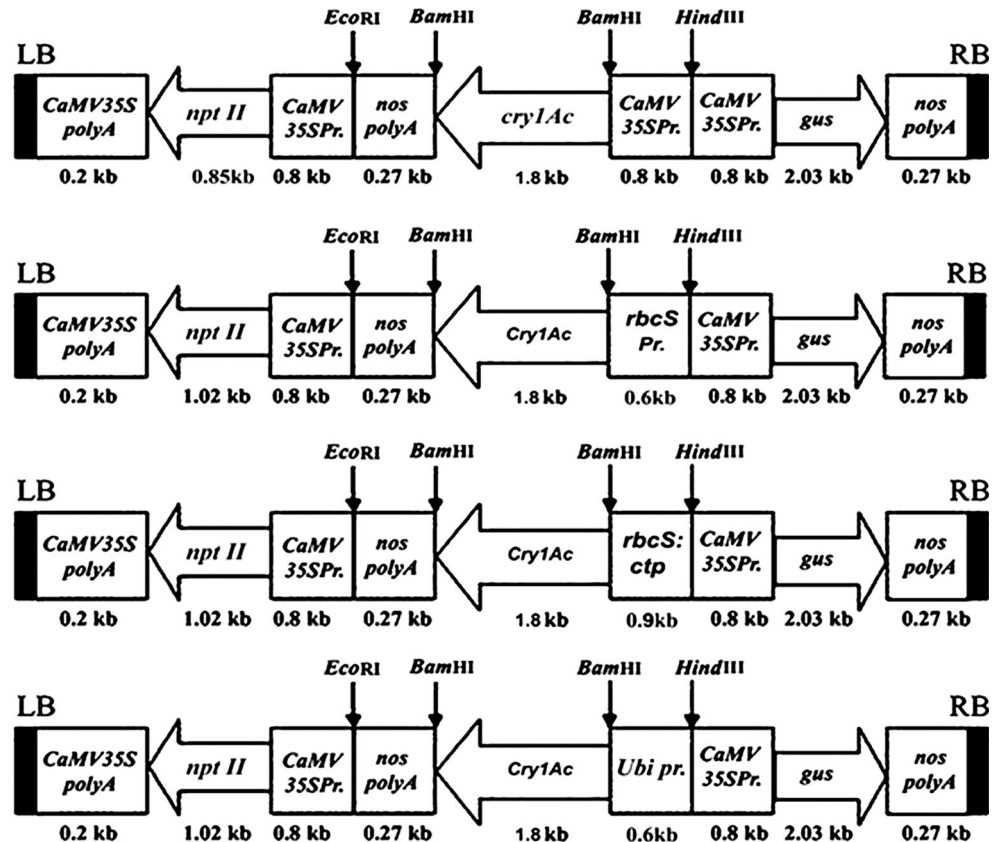 EcoRI BamHI BamHI HindIII
LB RB
CaMV35S polyA npt II CaMV 35SPr. nos polyA cry1Ac CaMV 35SPr. CaMV 35SPr. gus nos polyA
0.2 kb 0.85kb 0.8 kb 0.27 kb 1.8 kb 0.8 kb 0.8 kb 2.03 kb 0.27 kb
EcoRI BamHI BamHI HindIII
LB RB
CaMV35S polyA npt II CaMV 35SPr. nos polyA Cry1Ac rbcS Pr. CaMV 35SPr. gus nos polyA
0.2 kb 1.02 kb 0.8 kb 0.27 kb 1.8 kb 0.6kb 0.8 kb 2.03 kb 0.27 kb
EcoRI BamHI BamHI HindIII
LB RB
CaMV35S polyA npt II CaMV 35SPr. nos polyA Cry1Ac rbcS: ctp CaMV 35SPr. gus nos polyA
0.2 kb 1.02 kb 0.8 kb 0.27 kb 1.8 kb 0.9kb 0.8 kb 2.03 kb 0.27 kb
EcoRI BamHI BamHI HindIII
LB RB
CaMV35S polyA npt II CaMV 35SPr. nos polyA Cry1Ac Ubi pr. CaMV 35SPr. gus nos polyA
0.2 kb 1.02 kb 0.8 kb 0.27 kb 1.8 kb 0.6kb 0.8 kb 2.03 kb 0.27 kb